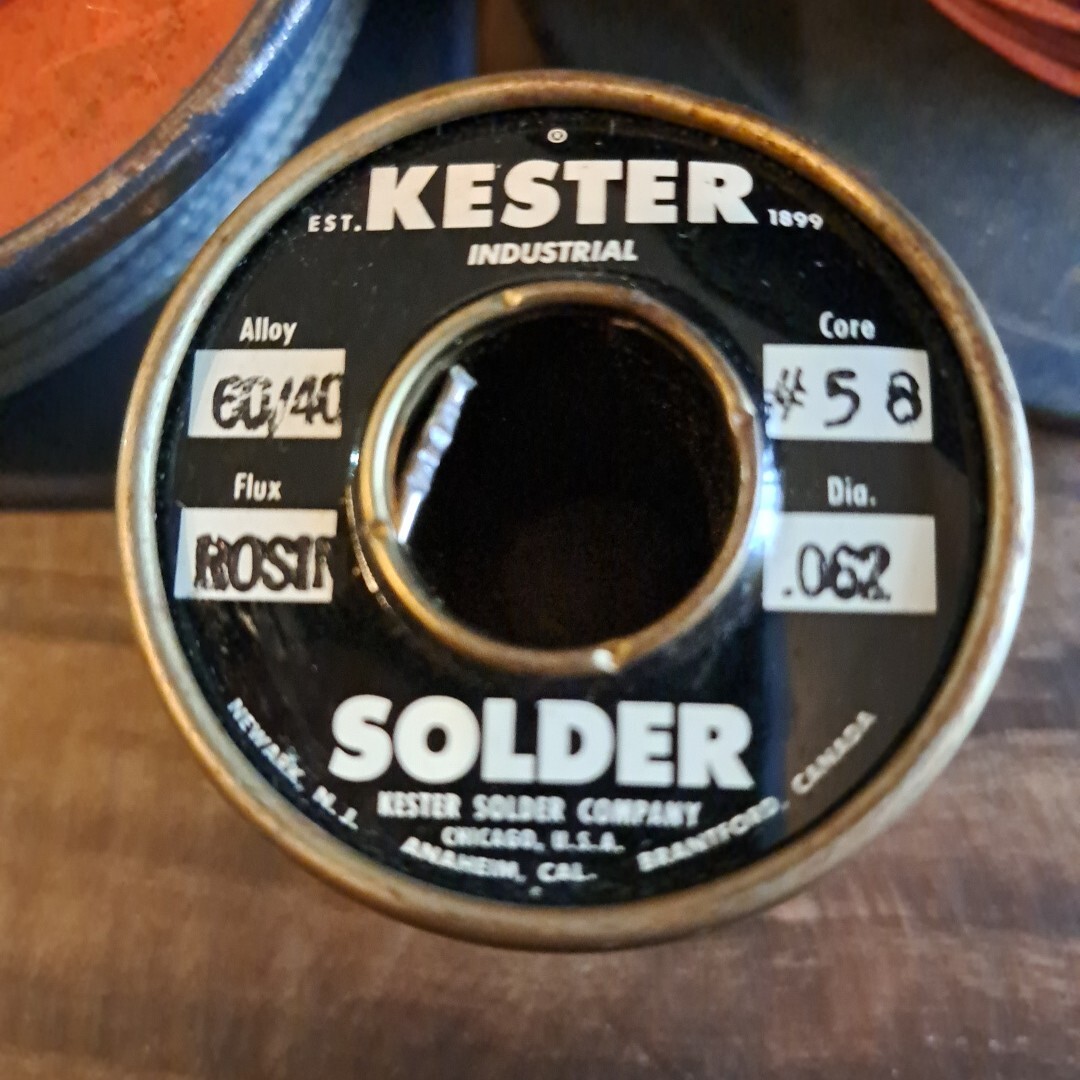 ®
EST. KESTER 1899
INDUSTRIAL
Alloy
60/40
Core
#58
Flux
ROSIN
Dia.
.062
SOLDER
KESTER SOLDER COMPANY
CHICAGO, U.S.A.
NEWARK, N.J.
ANAHEIM, CAL.
BRANTFORD, CANADA